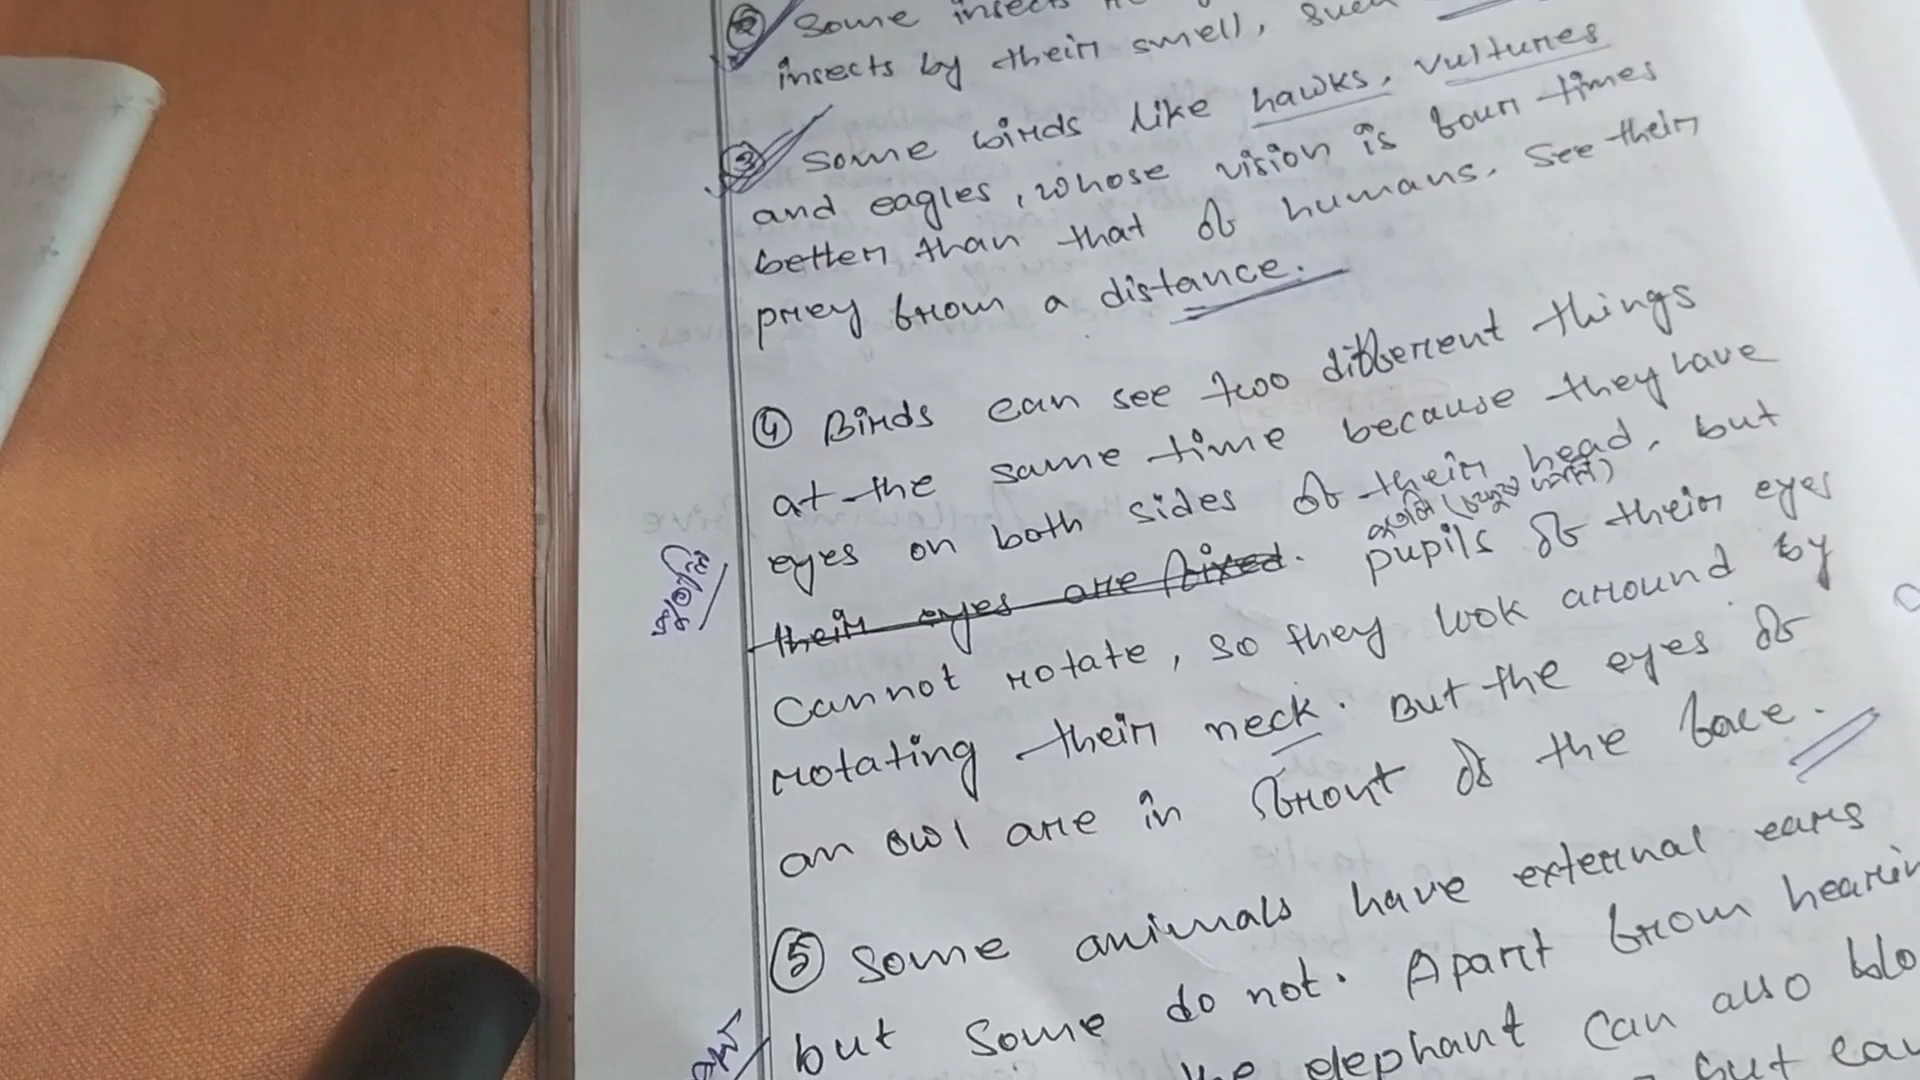 ② Some insects
insects by their smell, such
③ Some birds like hawks, vultures
and eagles, whose vision is four times
better than that of humans. See their
prey from a distance.
④ Birds can see two different things
at the same time because they have
eyes on both sides of their head, but
their eyes are fixed. pupils of their eyes
cannot rotate, so they look around by
rotating their neck. But the eyes of
an owl are in front of the face.
⑤ Some animals have external ears
but some do not. Apart from hearin
elephant can also blo
but ear